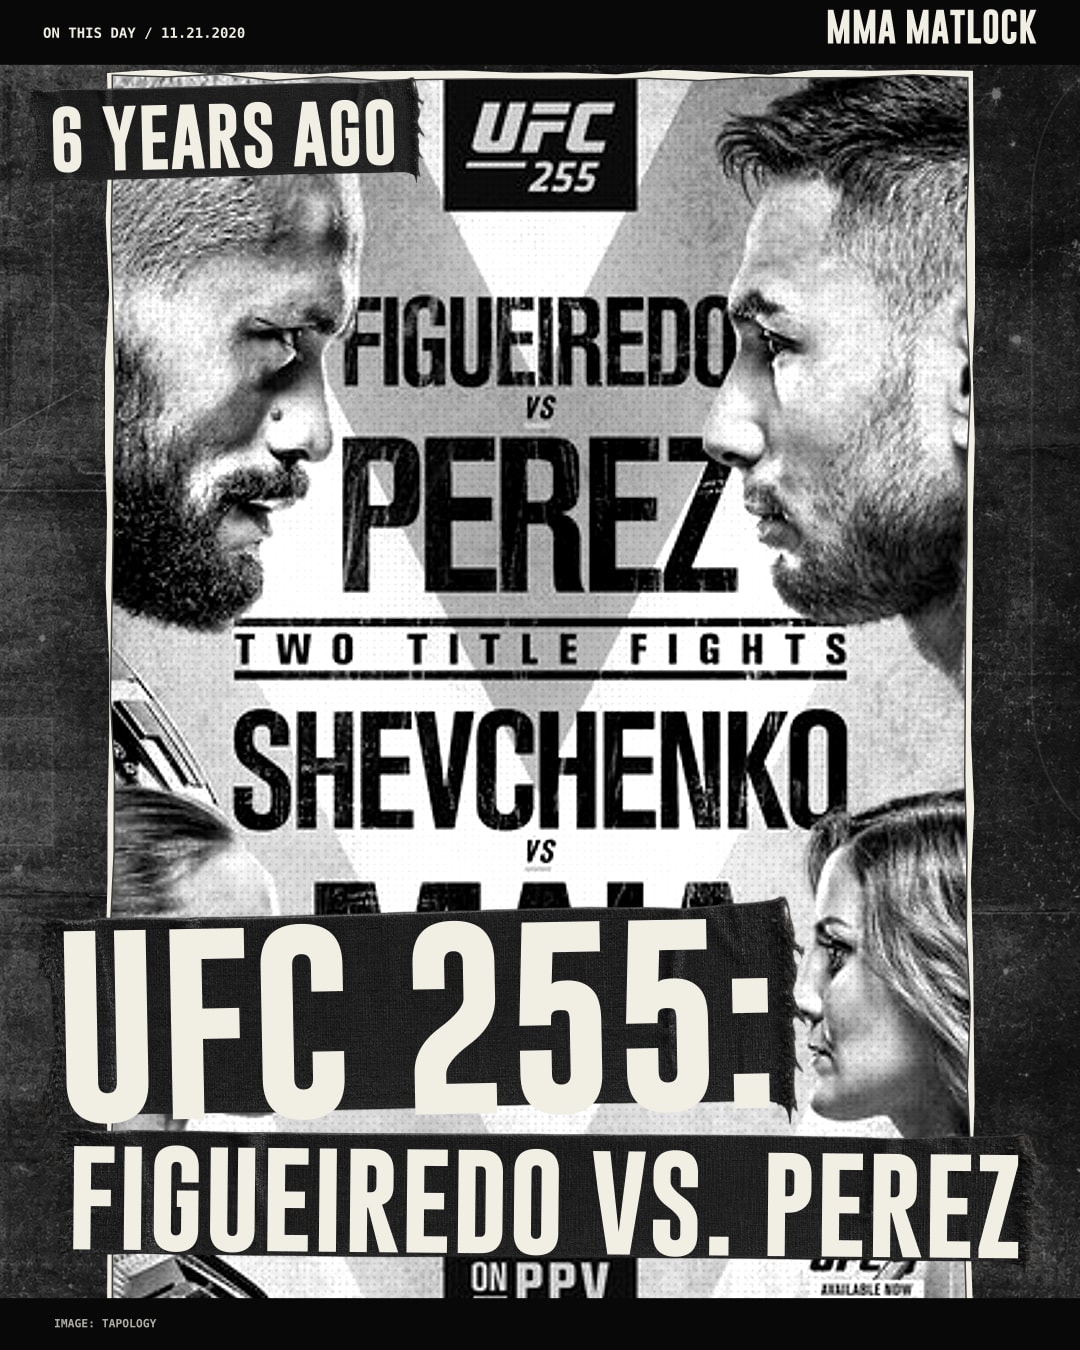 ON THIS DAY / 11.21.2020
MMA MATLOCK
6 YEARS AGO
UFC
255
FIGUEIREDO
VS
PEREZ
TWO TITLE FIGHTS
SHEVCHENKO
VS
UFC 255:
FIGUEIREDO VS. PEREZ
ON PPV
AVAILABLE NOW
IMAGE: TAPOLOGY